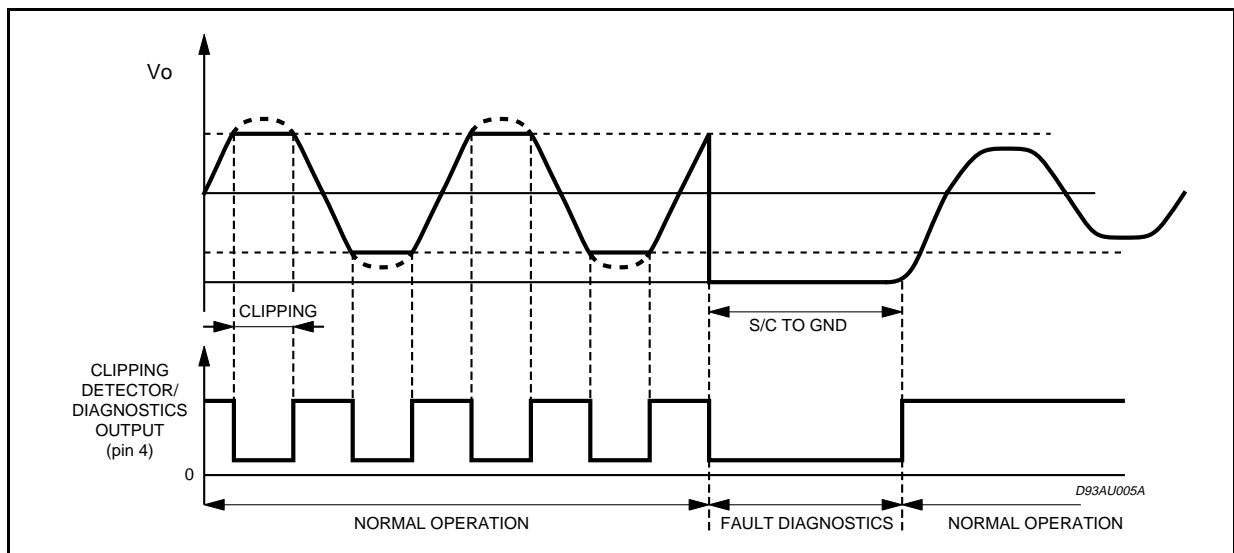 Vo
CLIPPING
S/C TO GND
CLIPPING
DETECTOR/
DIAGNOSTICS
OUTPUT
(pin 4)
0
D93AU005A
NORMAL OPERATION
FAULT DIAGNOSTICS
NORMAL OPERATION